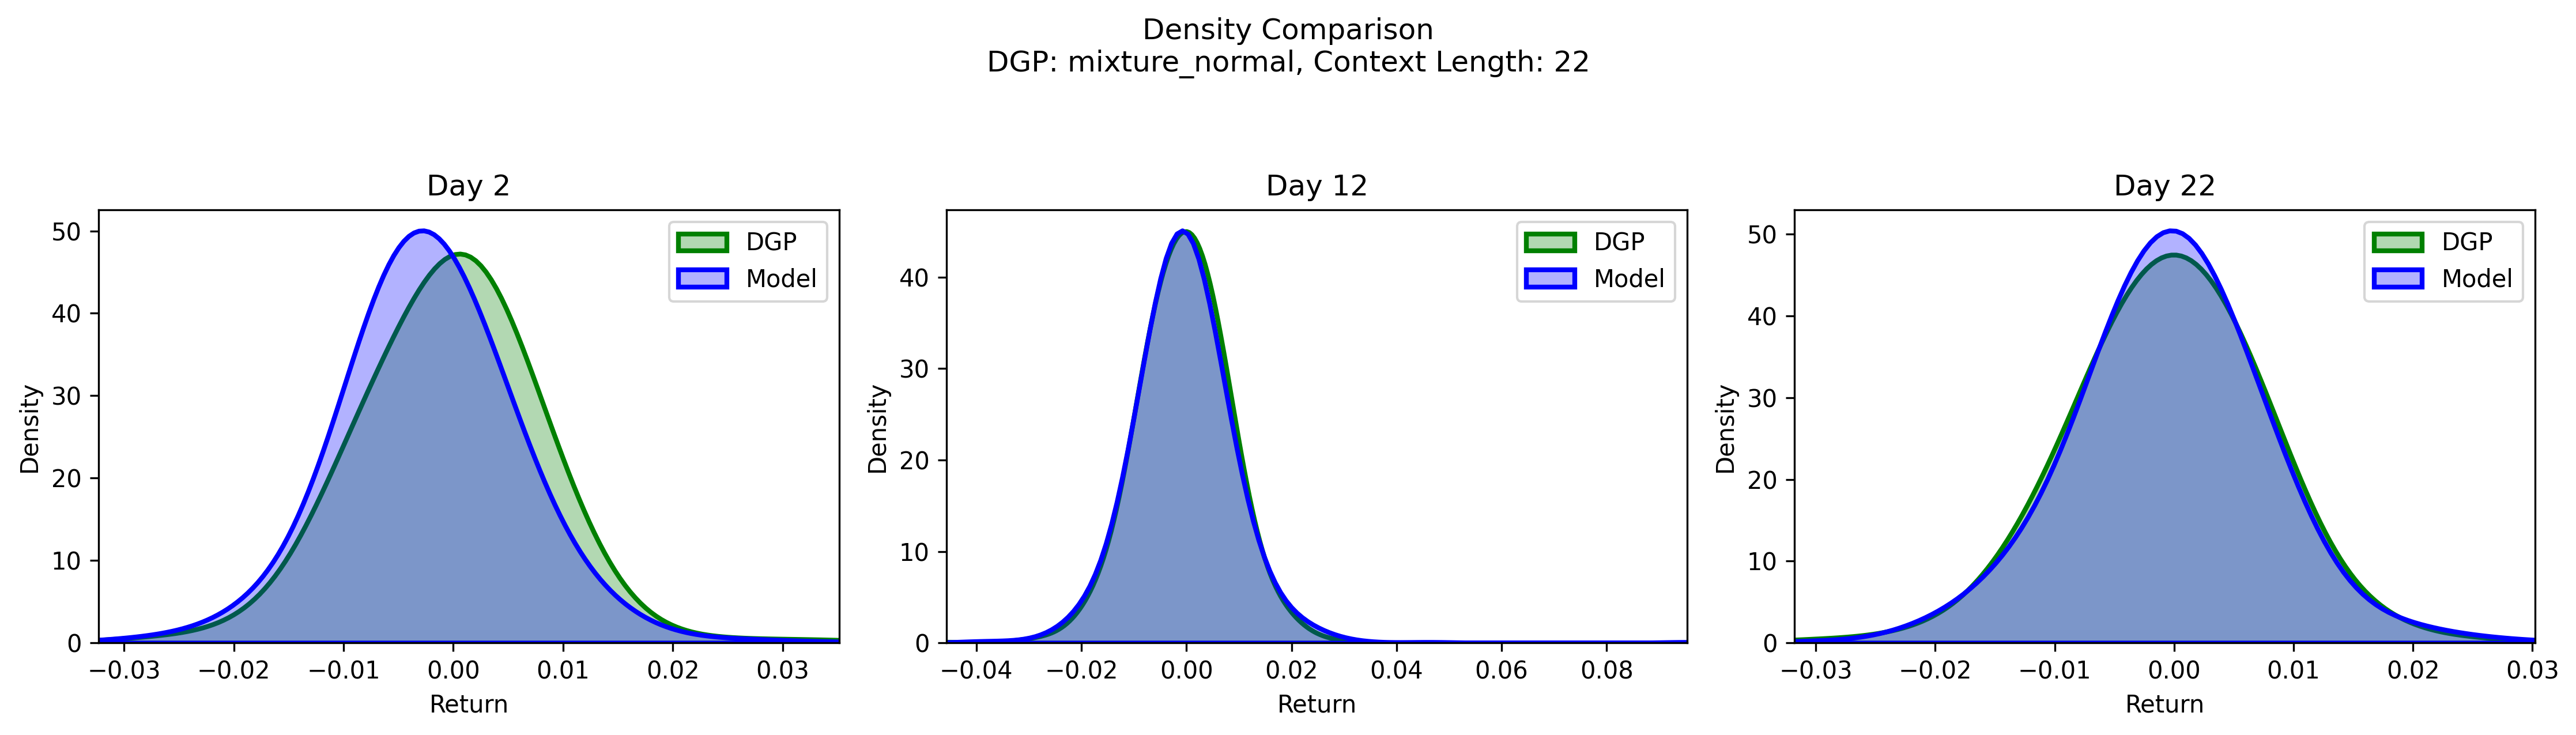 Density Comparison
DGP: mixture_normal, Context Length: 22
Day 2
50
40
30
20
10
0
Density
−0.03 −0.02 −0.01 0.00 0.01 0.02 0.03
Return
DGP
Model
Day 12
40
30
20
10
0
Density
−0.04 −0.02 0.00 0.02 0.04 0.06 0.08
Return
DGP
Model
Day 22
50
40
30
20
10
0
Density
−0.03 −0.02 −0.01 0.00 0.01 0.02 0.03
Return
DGP
Model